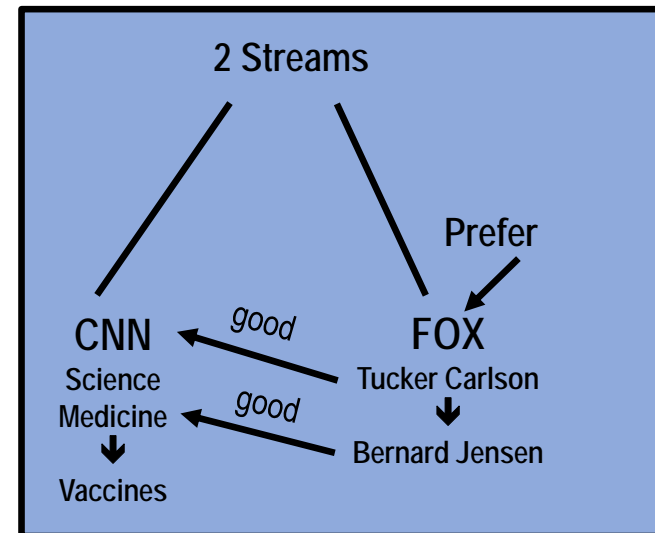 2 Streams
Prefer
CNN
good
FOX
Science
Tucker Carlson
Medicine
good
Bernard Jensen
Vaccines